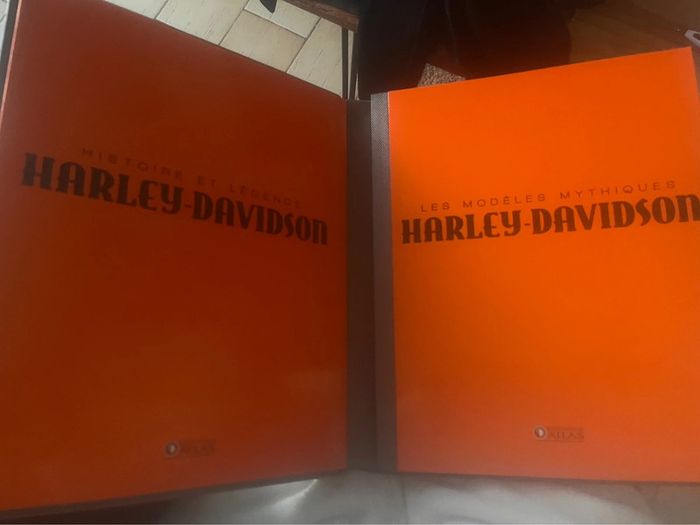 HISTOIRE ET LÉGENDE
HARLEY-DAVIDSON
ATLAS
LES MODÈLES MYTHIQUES
HARLEY-DAVIDSON
ATLAS